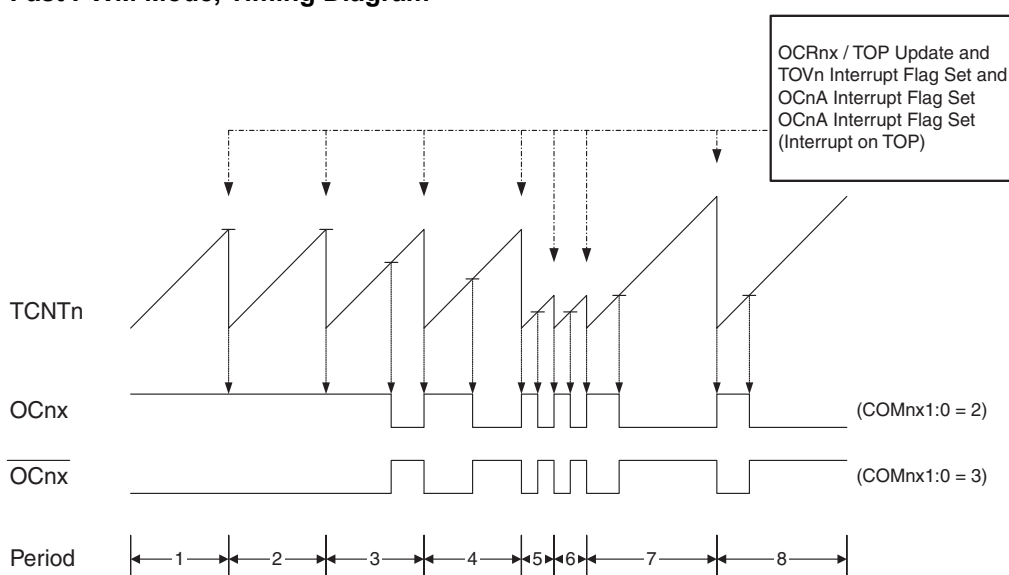 Fast PWM Mode, Timing Diagram
OCRnx / TOP Update and
TOVn Interrupt Flag Set and
OCnA Interrupt Flag Set
OCnA Interrupt Flag Set
(Interrupt on TOP)
TCNTn
OCnx
(COMnx1:0 = 2)
OCnx
(COMnx1:0 = 3)
Period 1 2 3 4 5 6 7 8